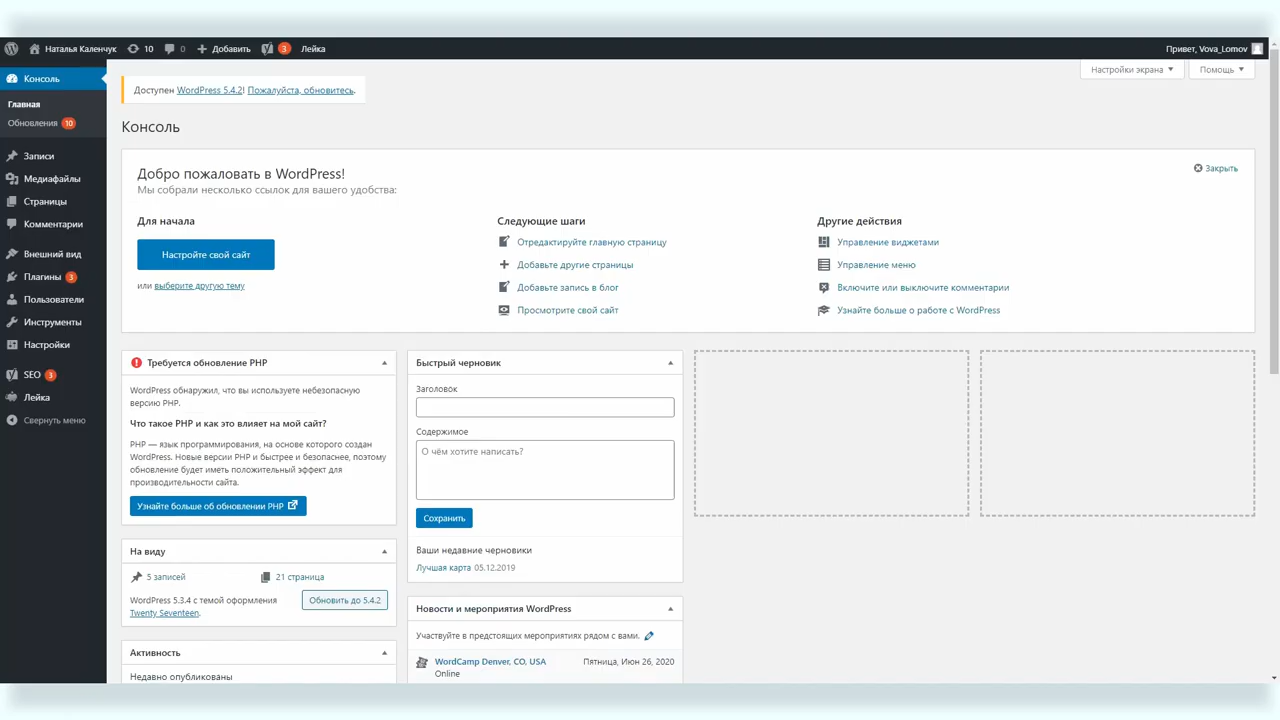 Наталья Каленчук 10 0 Добавить 3 Лейка Привет, Vova_Lomov
Консоль
Главная
Обновления 10
Записи
Медиафайлы
Страницы
Комментарии
Внешний вид
Плагины 3
Пользователи
Инструменты
Настройки
SEO 3
Лейка
Свернуть меню
Настройки экрана Помощь
Доступен WordPress 5.4.2! Пожалуйста, обновитесь.
Консоль
Добро пожаловать в WordPress!
Закрыть
Мы собрали несколько ссылок для вашего удобства:
Для начала
Настройте свой сайт
или выберите другую тему
Следующие шаги
Отредактируйте главную страницу
Добавьте другие страницы
Добавьте запись в блог
Просмотрите свой сайт
Другие действия
Управление виджетами
Управление меню
Включите или выключите комментарии
Узнайте больше о работе с WordPress
Требуется обновление PHP
WordPress обнаружил, что вы используете небезопасную
версию PHP.
Что такое PHP и как это влияет на мой сайт?
PHP — язык программирования, на основе которого создан
WordPress. Новые версии PHP и быстрее и безопаснее, поэтому
обновление будет иметь положительный эффект для
производительности сайта.
Узнайте больше об обновлении PHP
На виду
5 записей 21 страница
WordPress 5.3.4 с темой оформления
Twenty Seventeen.
Обновить до 5.4.2
Активность
Недавно опубликованы
Быстрый черновик
Заголовок
Содержимое
О чём хотите написать?
Сохранить
Ваши недавние черновики
Лучшая карта 05.12.2019
Новости и мероприятия WordPress
Участвуйте в предстоящих мероприятиях рядом с вами.
WordCamp Denver, CO, USA Пятница, Июн 26, 2020
Online